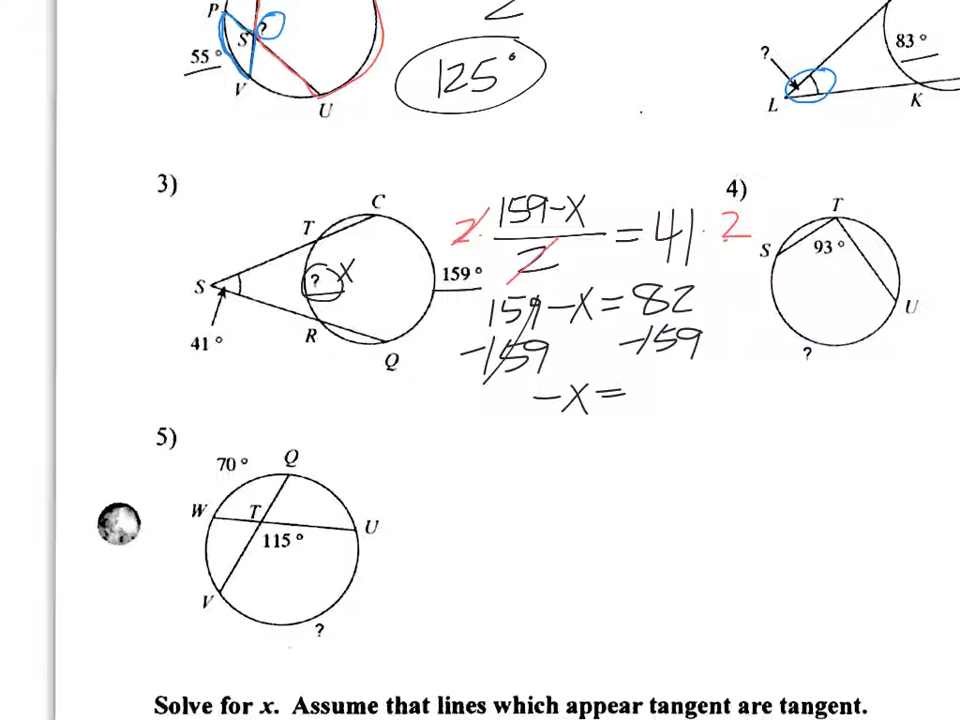 P
S
?
55°
V
U
2
125°
?
83°
L
K
3)
C
T
S
?
X
159°
R
Q
41°
2 · (159-X)/2 = 41 · 2
159 - X = 82
-159 -159
-X =
4)
T
S
93°
U
?
5)
70°
Q
W
T
U
115°
V
?
Solve for x. Assume that lines which appear tangent are tangent.